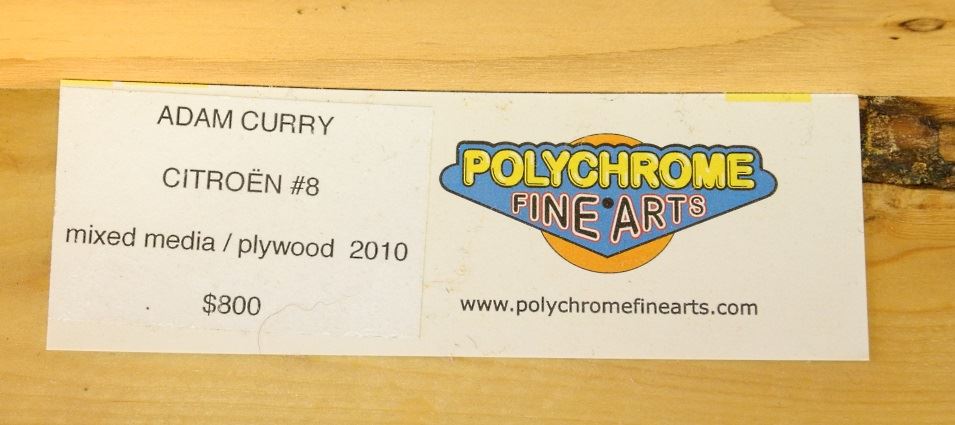 ADAM CURRY
CITROËN #8
mixed media / plywood 2010
$800
POLYCHROME
FINE•ARTS
www.polychromefinearts.com